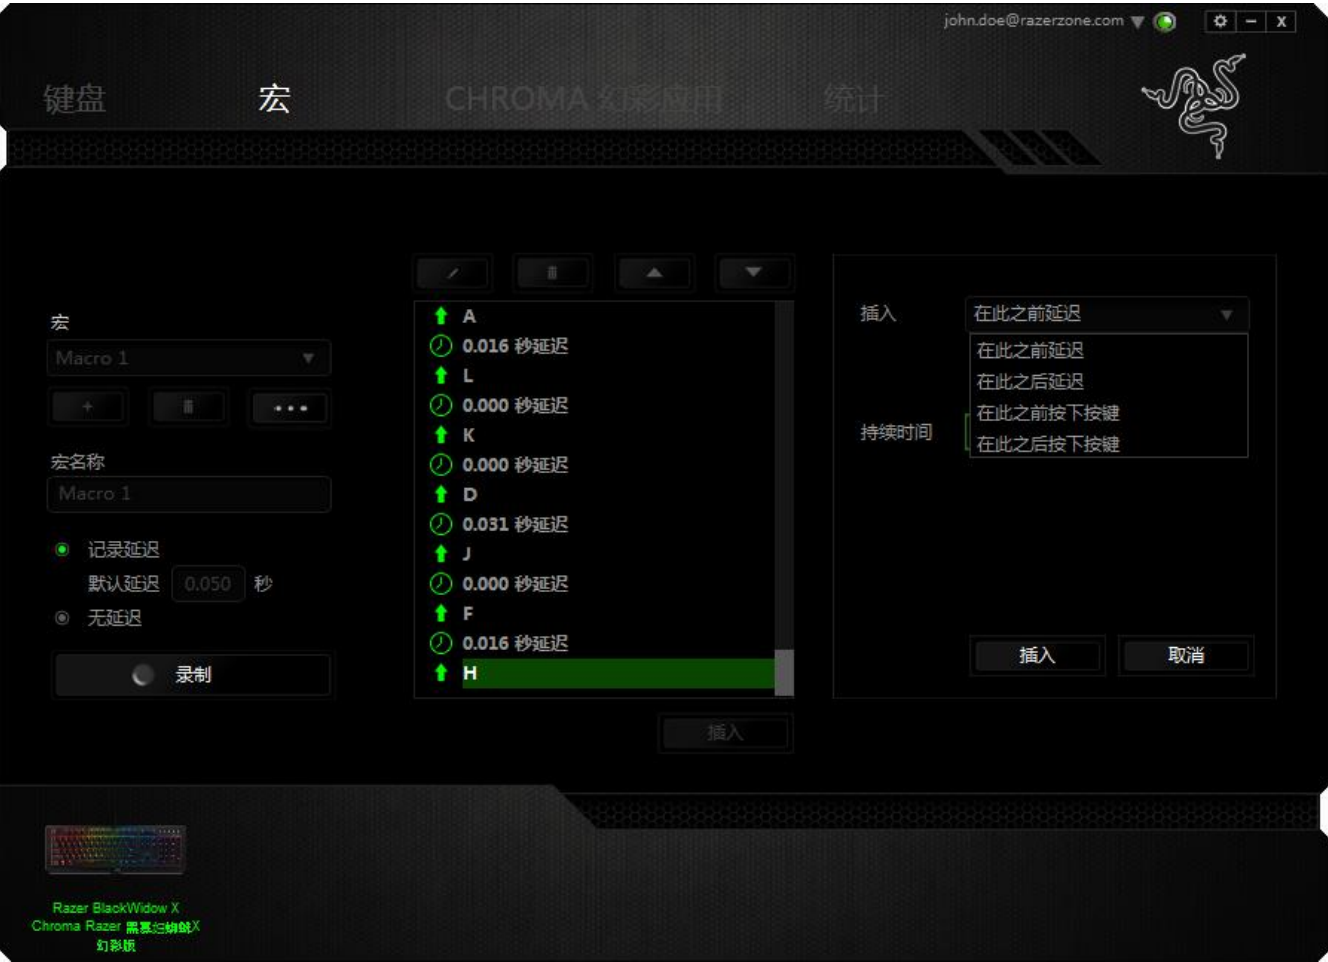 john.doe@razerzone.com
键盘
宏
CHROMA 幻彩应用
统计
宏
Macro 1
宏名称
Macro 1
记录延迟
默认延迟 0.050 秒
无延迟
录制
A
0.016 秒延迟
L
0.000 秒延迟
K
0.000 秒延迟
D
0.031 秒延迟
J
0.000 秒延迟
F
0.016 秒延迟
H
插入
插入 在此之前延迟
在此之前延迟
在此之后延迟
在此之前按下按键
在此之后按下按键
持续时间
插入
取消
Razer BlackWidow X
Chroma Razer 黑寡妇蜘蛛X
幻彩版